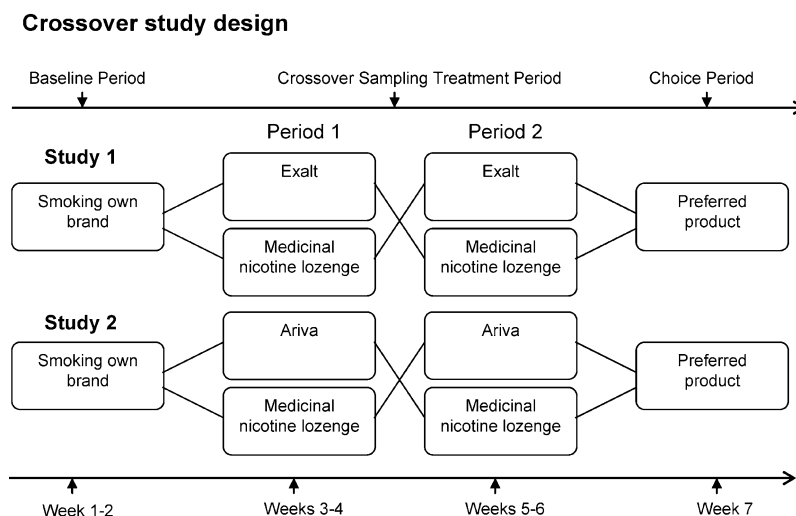 Crossover study design
Baseline Period
Crossover Sampling Treatment Period
Choice Period
Period 1
Period 2
Study 1
Smoking own
brand
Exalt
Medicinal
nicotine lozenge
Exalt
Medicinal
nicotine lozenge
Preferred
product
Study 2
Smoking own
brand
Ariva
Medicinal
nicotine lozenge
Ariva
Medicinal
nicotine lozenge
Preferred
product
Week 1-2
Weeks 3-4
Weeks 5-6
Week 7